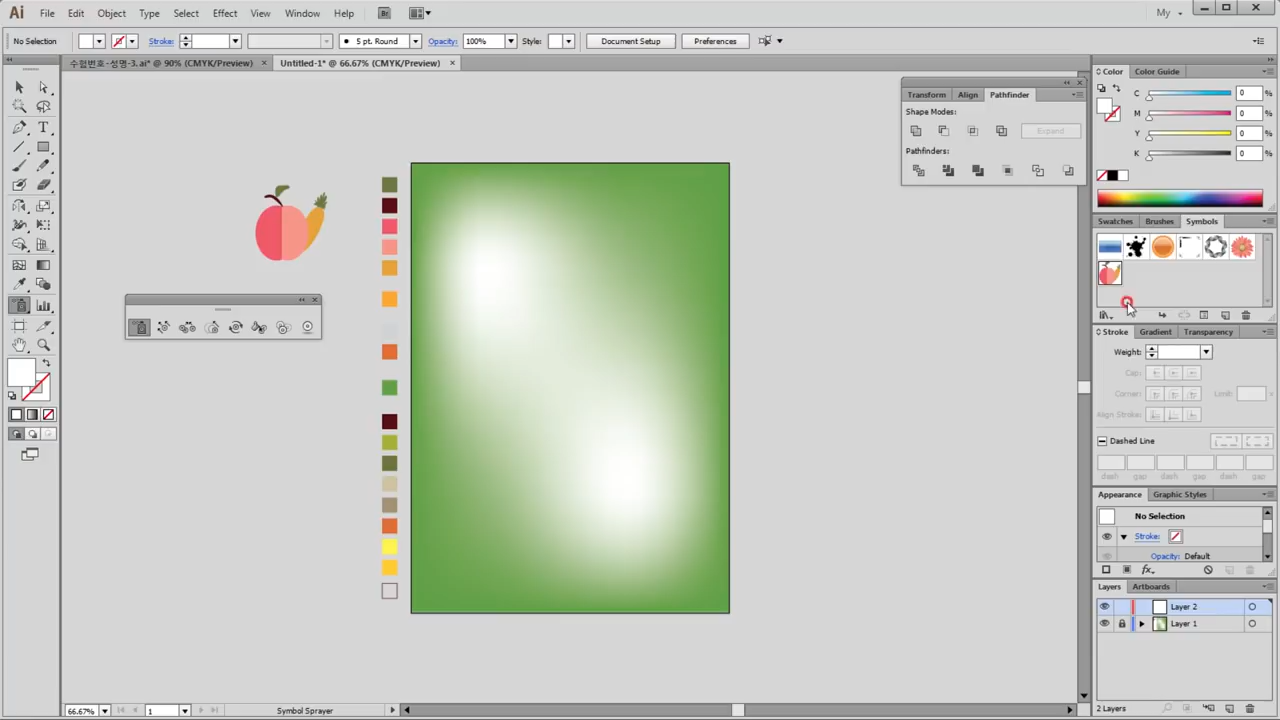 Ai File Edit Object Type Select Effect View Window Help Br My
No Selection Stroke: 5 pt. Round Opacity: 100% Style: Document Setup Preferences
수험번호-성명-3.ai* @ 90% (CMYK/Preview) Untitled-1* @ 66.67% (CMYK/Preview)
Color Color Guide
C 0 %
M 0 %
Y 0 %
K 0 %
Transform Align Pathfinder
Shape Modes:
Expand
Pathfinders:
Swatches Brushes Symbols
Stroke Gradient Transparency
Weight:
Cap:
Corner: Limit:
Align Stroke:
Dashed Line
dash gap dash gap dash gap
Appearance Graphic Styles
No Selection
Stroke:
Opacity: Default
fx
Layers Artboards
Layer 2
Layer 1
2 Layers
66.67% 1 Symbol Sprayer